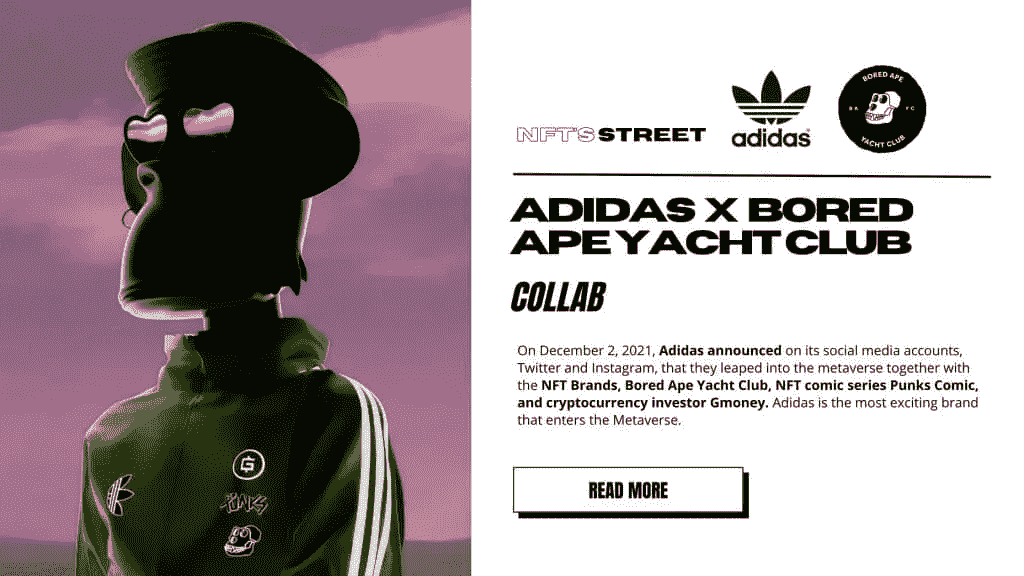 NFT'S STREET
adidas
BORED APE
BA YC
YACHT CLUB
ADIDAS X BORED
APE YACHT CLUB
COLLAB
On December 2, 2021, Adidas announced on its social media accounts,
Twitter and Instagram, that they leaped into the metaverse together with
the NFT Brands, Bored Ape Yacht Club, NFT comic series Punks Comic,
and cryptocurrency investor Gmoney. Adidas is the most exciting brand
that enters the Metaverse.
READ MORE
G
PUNKS